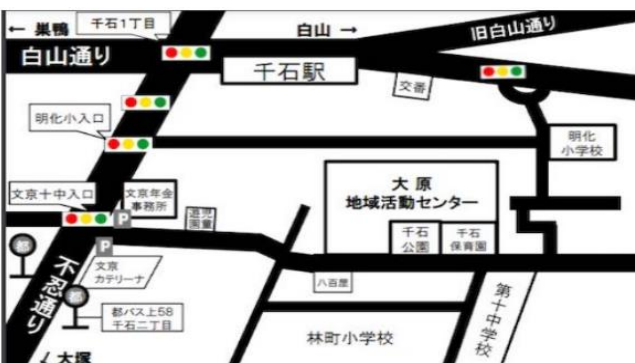 ← 巣鴨
千石1丁目
白山 →
旧白山通り
白山通り
千石駅
交番
明化小入口
明化
小学校
文京十中入口
文京年金
事務所
P
大原
地域活動センター
千石
公園
千石
保育園
P
都
文京
カテリーナ
不忍通り
都
都バス上58
千石二丁目
八百屋
第十中学校
林町小学校
大塚